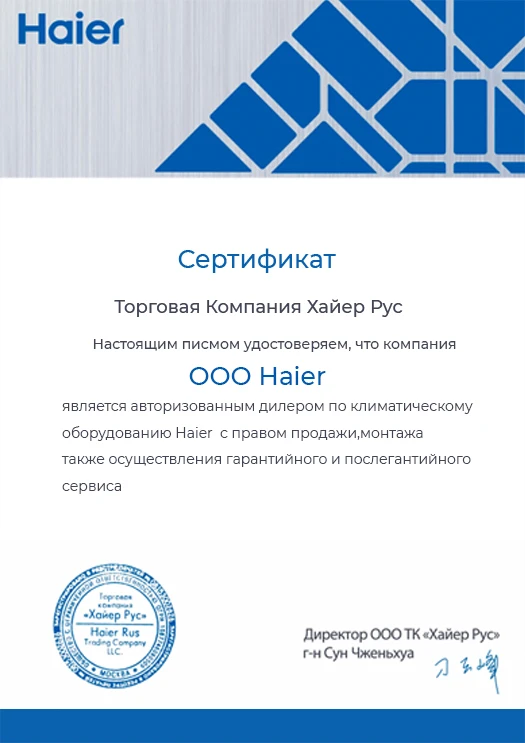 Haier
Сертификат
Торговая Компания Хайер Рус
Настоящим писмом удостоверяем, что компания
ООО Haier
является авторизованным дилером по климатическому
оборудованию Haier с правом продажи,монтажа
также осуществления гарантийного и послегантийного
сервиса
Торговая
компания
«Хайер Рус»
Haier Rus
Trading Company
LLC.
МОСКВА
Директор ООО ТК «Хайер Рус»
г-н Сун Чженьхуа